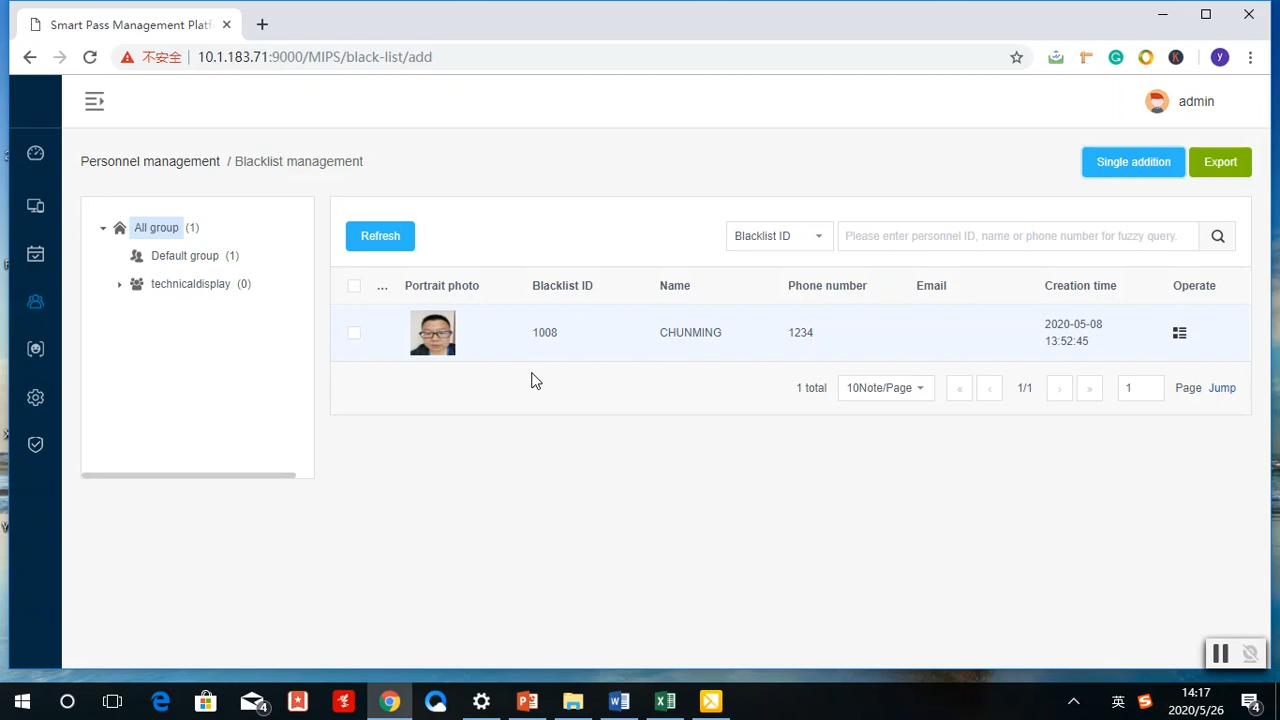 Smart Pass Management Platf
不安全 10.1.183.71:9000/MIPS/black-list/add
y
admin
Personnel management / Blacklist management
Single addition
Export
All group (1)
Default group (1)
technicaldisplay (0)
Refresh
Blacklist ID
Please enter personnel ID, name or phone number for fuzzy query.
... Portrait photo Blacklist ID Name Phone number Email Creation time Operate
1008 CHUNMING 1234 2020-05-08
13:52:45
1 total 10Note/Page « ‹ 1/1 › » 1 Page Jump
4
英
14:17
2020/5/26
4